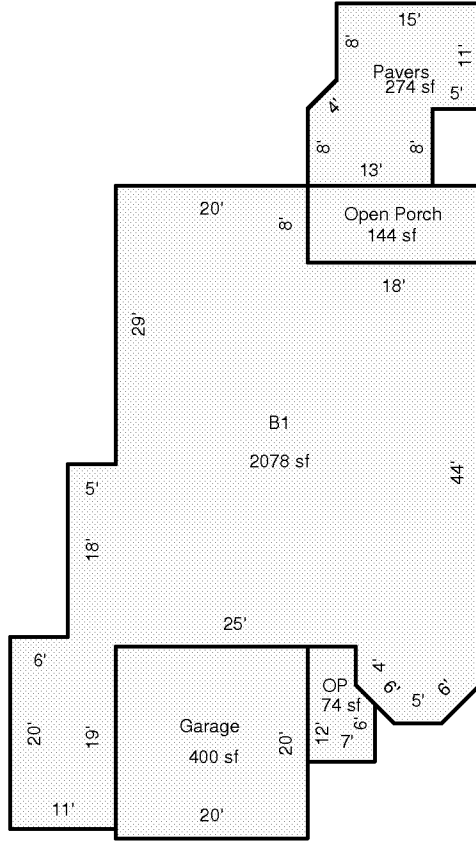 15'
8'
11'
Pavers
274 sf
5'
4'
8'
8'
13'
20'
8'
Open Porch
144 sf
18'
29'
B1
2078 sf
44'
5'
18'
25'
6'
4'
OP
74 sf
6'
5'
6'
20'
19'
Garage
400 sf
20'
12'
7'
6'
11'
20'